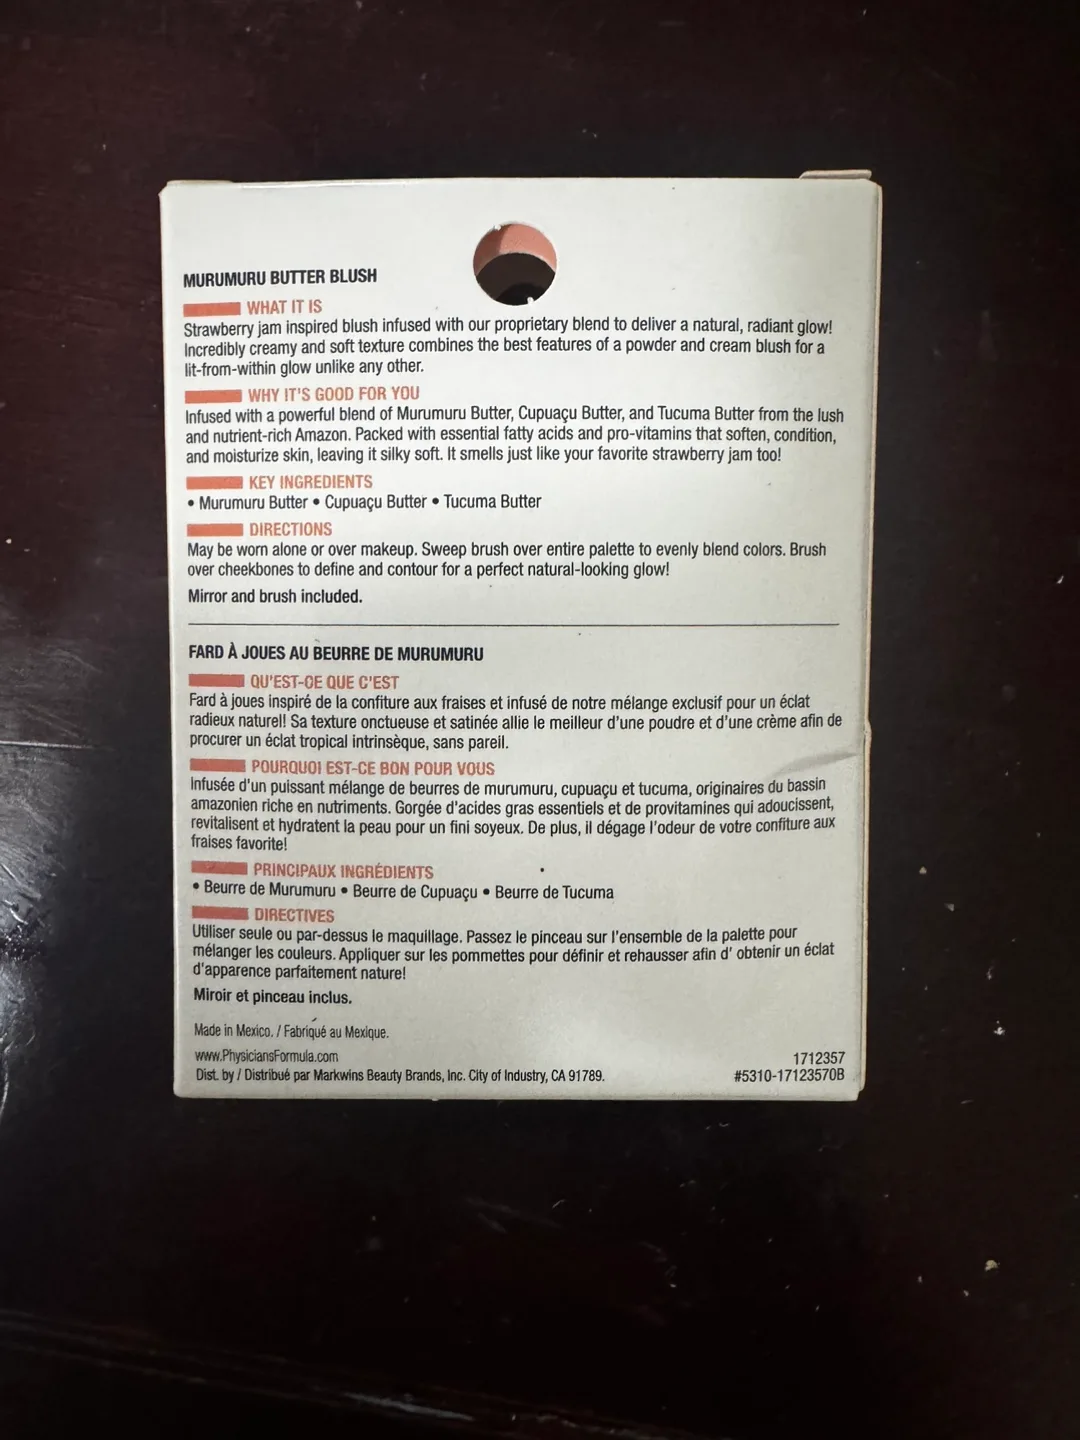 MURUMURU BUTTER BLUSH
WHAT IT IS
Strawberry jam inspired blush infused with our proprietary blend to deliver a natural, radiant glow!
Incredibly creamy and soft texture combines the best features of a powder and cream blush for a
lit-from-within glow unlike any other.
WHY IT'S GOOD FOR YOU
Infused with a powerful blend of Murumuru Butter, Cupuaçu Butter, and Tucuma Butter from the lush
and nutrient-rich Amazon. Packed with essential fatty acids and pro-vitamins that soften, condition,
and moisturize skin, leaving it silky soft. It smells just like your favorite strawberry jam too!
KEY INGREDIENTS
• Murumuru Butter • Cupuaçu Butter • Tucuma Butter
DIRECTIONS
May be worn alone or over makeup. Sweep brush over entire palette to evenly blend colors. Brush
over cheekbones to define and contour for a perfect natural-looking glow!
Mirror and brush included.
FARD À JOUES AU BEURRE DE MURUMURU
QU'EST-CE QUE C'EST
Fard à joues inspiré de la confiture aux fraises et infusé de notre mélange exclusif pour un éclat
radieux naturel! Sa texture onctueuse et satinée allie le meilleur d'une poudre et d'une crème afin de
procurer un éclat tropical intrinsèque, sans pareil.
POURQUOI EST-CE BON POUR VOUS
Infusée d'un puissant mélange de beurres de murumuru, cupuaçu et tucuma, originaires du bassin
amazonien riche en nutriments. Gorgée d'acides gras essentiels et de provitamines qui adoucissent,
revitalisent et hydratent la peau pour un fini soyeux. De plus, il dégage l'odeur de votre confiture aux
fraises favorite!
PRINCIPAUX INGRÉDIENTS
• Beurre de Murumuru • Beurre de Cupuaçu • Beurre de Tucuma
DIRECTIVES
Utiliser seule ou par-dessus le maquillage. Passez le pinceau sur l'ensemble de la palette pour
mélanger les couleurs. Appliquer sur les pommettes pour définir et rehausser afin d' obtenir un éclat
d'apparence parfaitement nature!
Miroir et pinceau inclus.
Made in Mexico. / Fabriqué au Mexique.
www.PhysiciansFormula.com
Dist. by / Distribué par Markwins Beauty Brands, Inc. City of Industry, CA 91789.
1712357
#5310-17123570B